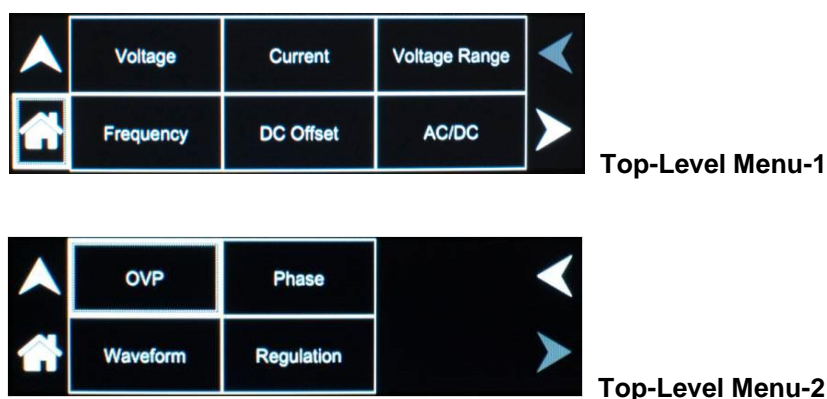 Voltage Current Voltage Range
Frequency DC Offset AC/DC
Top-Level Menu-1
OVP Phase
Waveform Regulation
Top-Level Menu-2